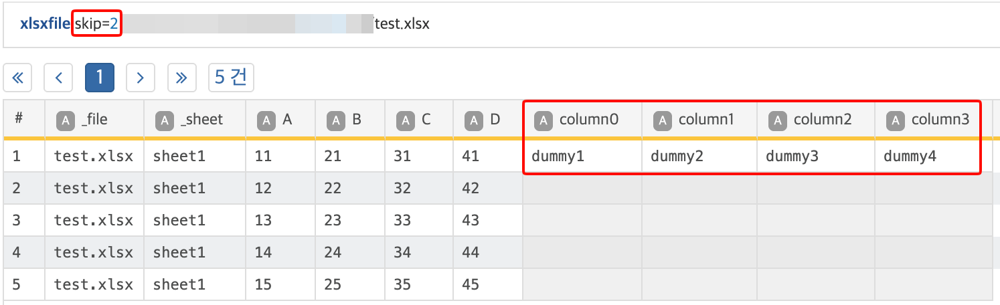 xlsxfile skip=2 /test.xlsx
« < 1 > » 5 건
# A _file A _sheet A A A B A C A D A column0 A column1 A column2 A column3
1 test.xlsx sheet1 11 21 31 41 dummy1 dummy2 dummy3 dummy4
2 test.xlsx sheet1 12 22 32 42
3 test.xlsx sheet1 13 23 33 43
4 test.xlsx sheet1 14 24 34 44
5 test.xlsx sheet1 15 25 35 45